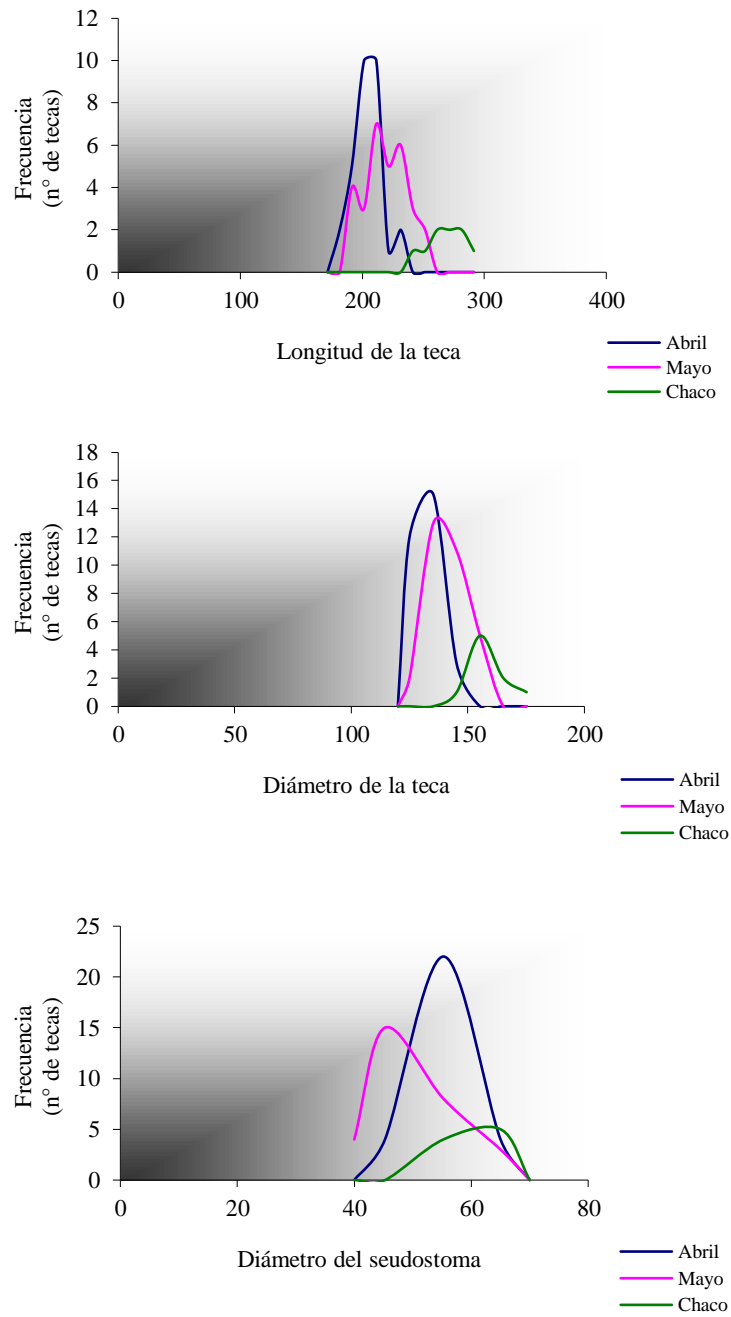 12
10
8
6
4
2
0
Frecuencia
(n° de tecas)
0 100 200 300 400
Longitud de la teca
Abril
Mayo
Chaco
18
16
14
12
10
8
6
4
2
0
Frecuencia
(n° de tecas)
0 50 100 150 200
Diámetro de la teca
Abril
Mayo
Chaco
25
20
15
10
5
0
Frecuencia
(n° de tecas)
0 20 40 60 80
Diámetro del seudostoma
Abril
Mayo
Chaco